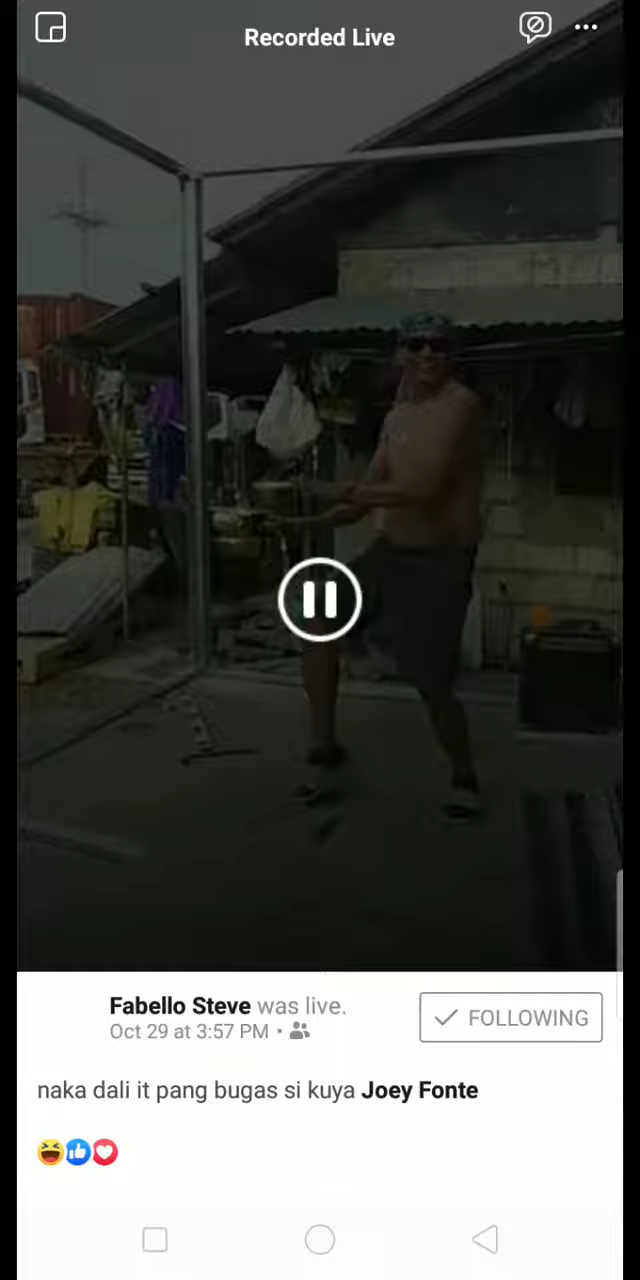 Recorded Live
Fabello Steve was live.
FOLLOWING
Oct 29 at 3:57 PM •
naka dali it pang bugas si kuya Joey Fonte